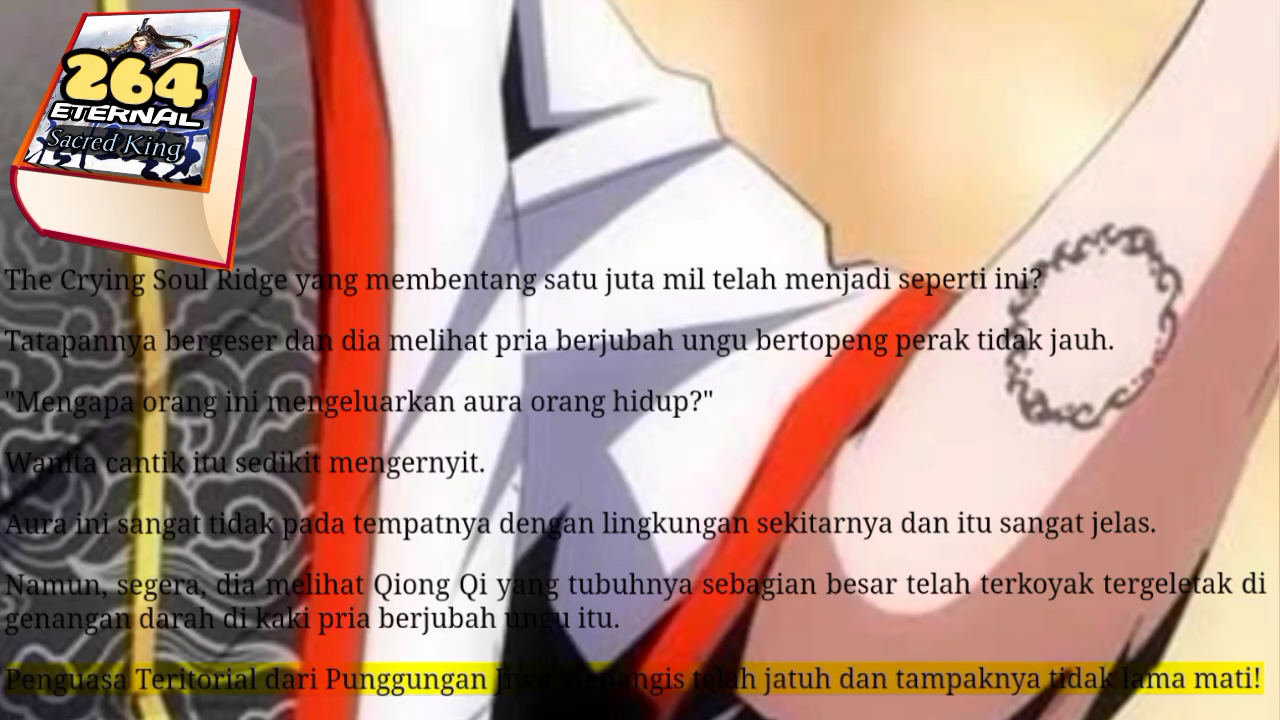 264
ETERNAL
Sacred King
The Crying Soul Ridge yang membentang satu juta mil telah menjadi seperti ini?
Tatapannya bergeser dan dia melihat pria berjubah ungu bertopeng perak tidak jauh.
"Mengapa orang ini mengeluarkan aura orang hidup?"
Wanita cantik itu sedikit mengernyit.
Aura ini sangat tidak pada tempatnya dengan lingkungan sekitarnya dan itu sangat jelas.
Namun, segera, dia melihat Qiong Qi yang tubuhnya sebagian besar telah terkoyak tergeletak di
genangan darah di kaki pria berjubah ungu itu.
Penguasa Teritorial dari Punggungan Jiwa Menangis telah jatuh dan tampaknya tidak lama mati!